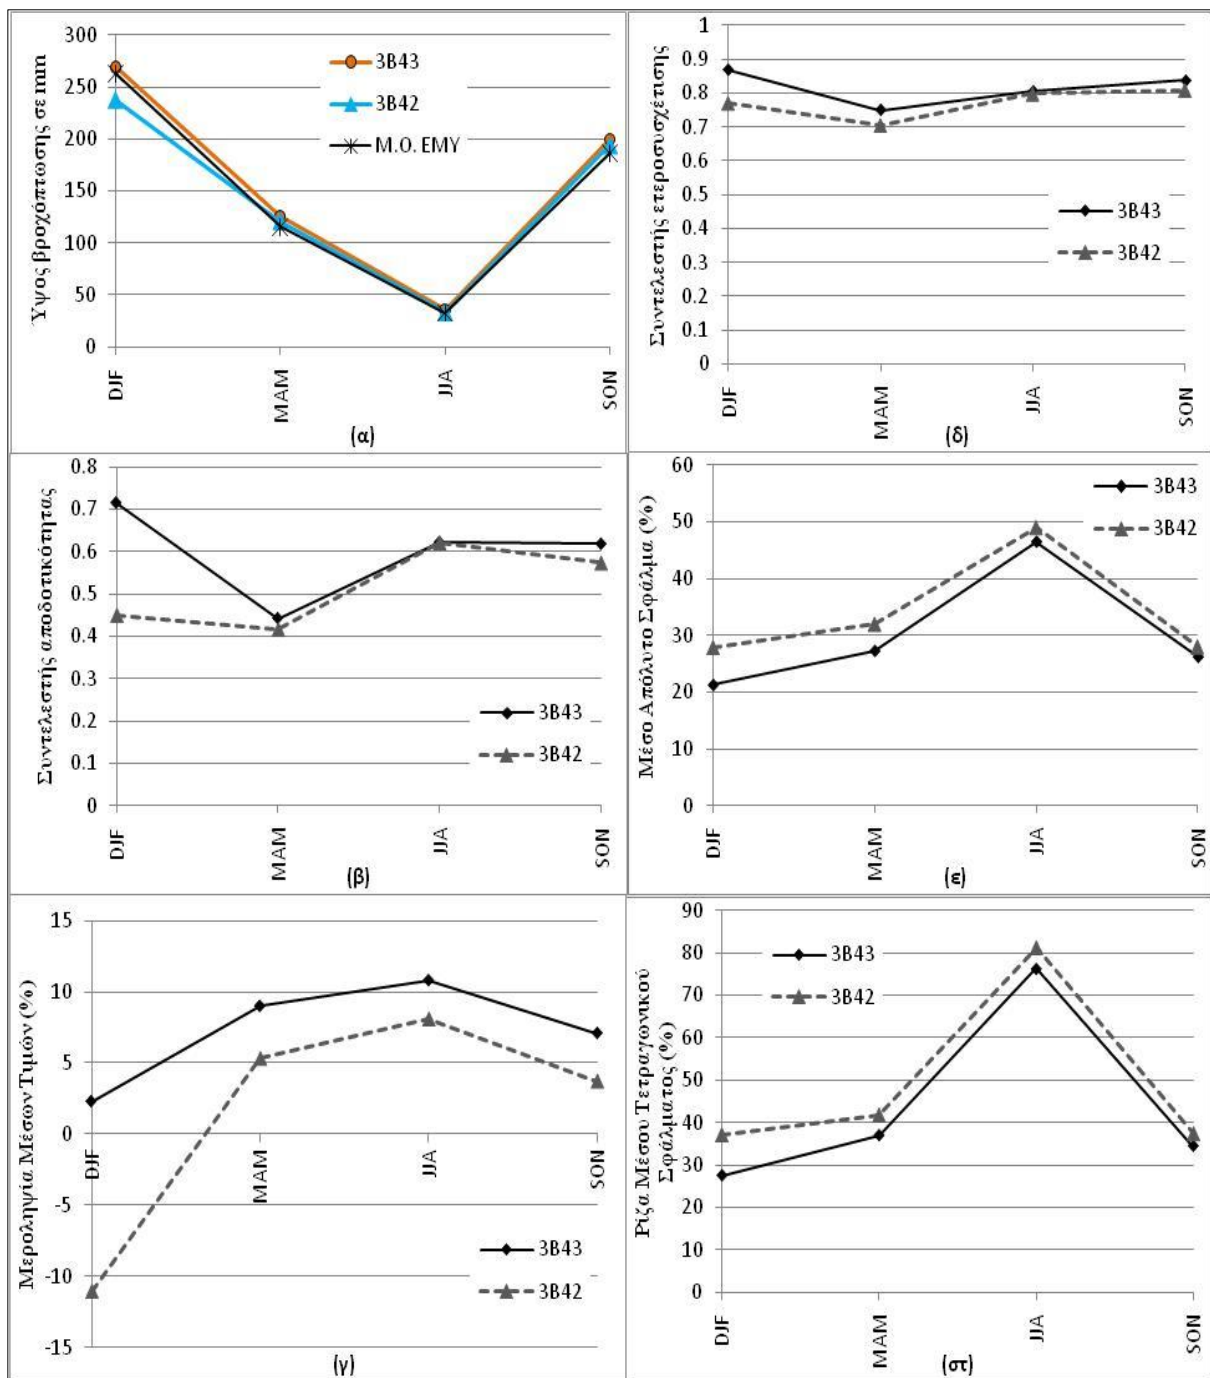 Ύψος βροχόπτωσης σε mm
300
250
200
150
100
50
0
3B43
3B42
Μ.Ο. ΕΜΥ
DJF
MAM
JJA
SON
(α)
Συντελεστής ετεροσυσχέτισης
1
0.9
0.8
0.7
0.6
0.5
0.4
0.3
0.2
0.1
0
3B43
3B42
DJF
MAM
JJA
SON
(δ)
Συντελεστής αποδοτικότητας
0.8
0.7
0.6
0.5
0.4
0.3
0.2
0.1
0
3B43
3B42
DJF
MAM
JJA
SON
(β)
Μέσο Απόλυτο Σφάλμα (%)
60
50
40
30
20
10
0
3B43
3B42
DJF
MAM
JJA
SON
(ε)
Μεροληψία Μέσων Τιμών (%)
15
10
5
0
-5
-10
-15
DJF
MAM
JJA
SON
3B43
3B42
(γ)
Ρίζα Μέσου Τετραγωνικού
Σφάλματος (%)
90
80
70
60
50
40
30
20
10
0
3B43
3B42
DJF
MAM
JJA
SON
(στ)